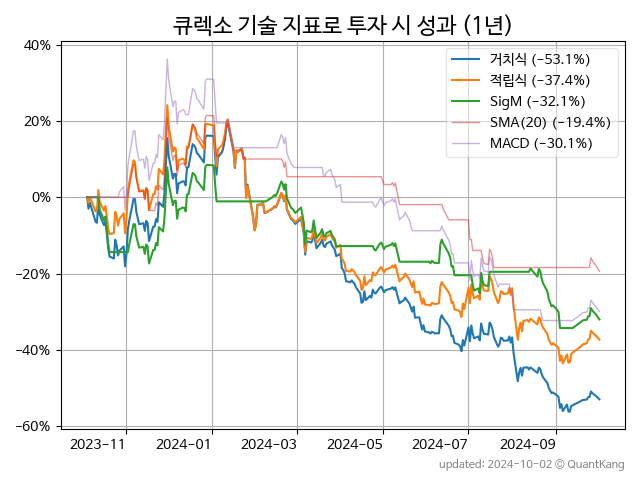 큐렉소 기술 지표로 투자 시 성과 (1년)
거치식 (−53.1%)
적립식 (−37.4%)
SigM (−32.1%)
SMA(20) (−19.4%)
MACD (−30.1%)
40%
20%
0%
−20%
−40%
−60%
2023-11 2024-01 2024-03 2024-05 2024-07 2024-09
updated: 2024-10-02 © QuantKang